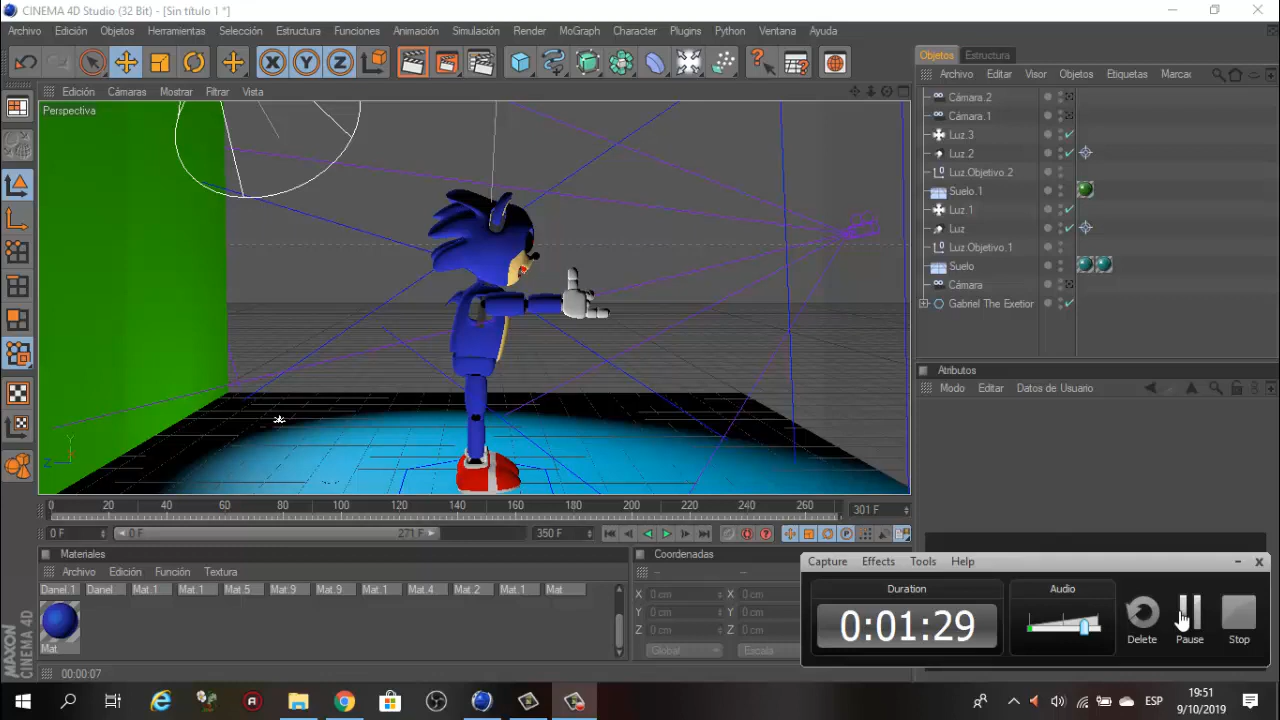 CINEMA 4D Studio (32 Bit) - [Sin título 1 *]
Archivo Edición Objetos Herramientas Selección Estructura Funciones Animación Simulación Render MoGraph Character Plugins Python Ventana Ayuda
X Y Z
Objetos Estructura
Archivo Editar Visor Objetos Etiquetas Marcac
Edición Cámaras Mostrar Filtrar Vista
Perspectiva
Cámara.2
Cámara.1
Luz.3
Luz.2
Luz.Objetivo.2
Suelo.1
Luz.1
Luz
Luz.Objetivo.1
Suelo
Cámara
Gabriel The Exetior
Y
Z X
Atributos
Modo Editar Datos de Usuario
0 20 40 60 80 100 120 140 160 180 200 220 240 260 301 F
0 F 0 F 271 F 350 F
Materiales
Archivo Edición Función Textura
Danel.1 Danel Mat.1 Mat.1 Mat.5 Mat.9 Mat.9 Mat.1 Mat.4 Mat.2 Mat.1 Mat
Mat
Coordenadas
-- --
X 0 cm X 0 cm
Y 0 cm Y 0 cm
Z 0 cm Z 0 cm
Global Escala
MAXON
CINEMA 4D
00:00:07
Capture Effects Tools Help
Duration
0:01:29
Audio
Delete
Pause
Stop
ESP
19:51
9/10/2019